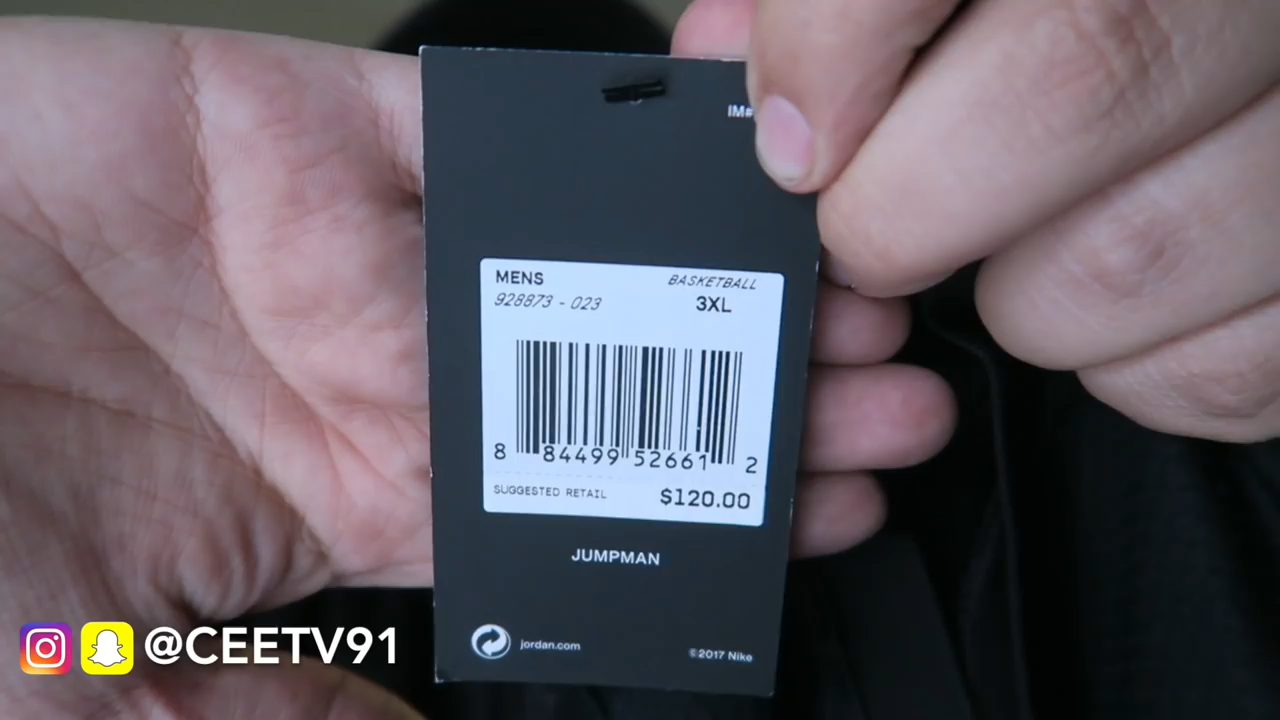 IM#
MENS BASKETBALL
928873 - 023 3XL
8 84499 52661 2
SUGGESTED RETAIL $120.00
JUMPMAN
jordan.com ©2017 Nike
@CEETV91